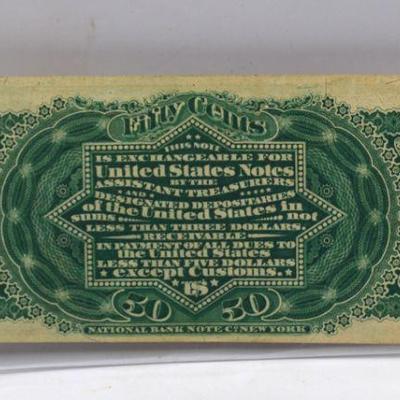 Fifty Cents
THIS NOTE
IS EXCHANGEABLE FOR
United States Notes
BY THE
ASSISTANT TREASURERS
AND
DESIGNATED DEPOSITARIES
of the United States in
sums not
LESS THAN THREE DOLLARS
RECEIVABLE
IN PAYMENT OF ALL DUES TO
the United States
LESS THAN FIVE DOLLARS
except Customs.
US
50 50
NATIONAL BANK NOTE Co. NEW YORK